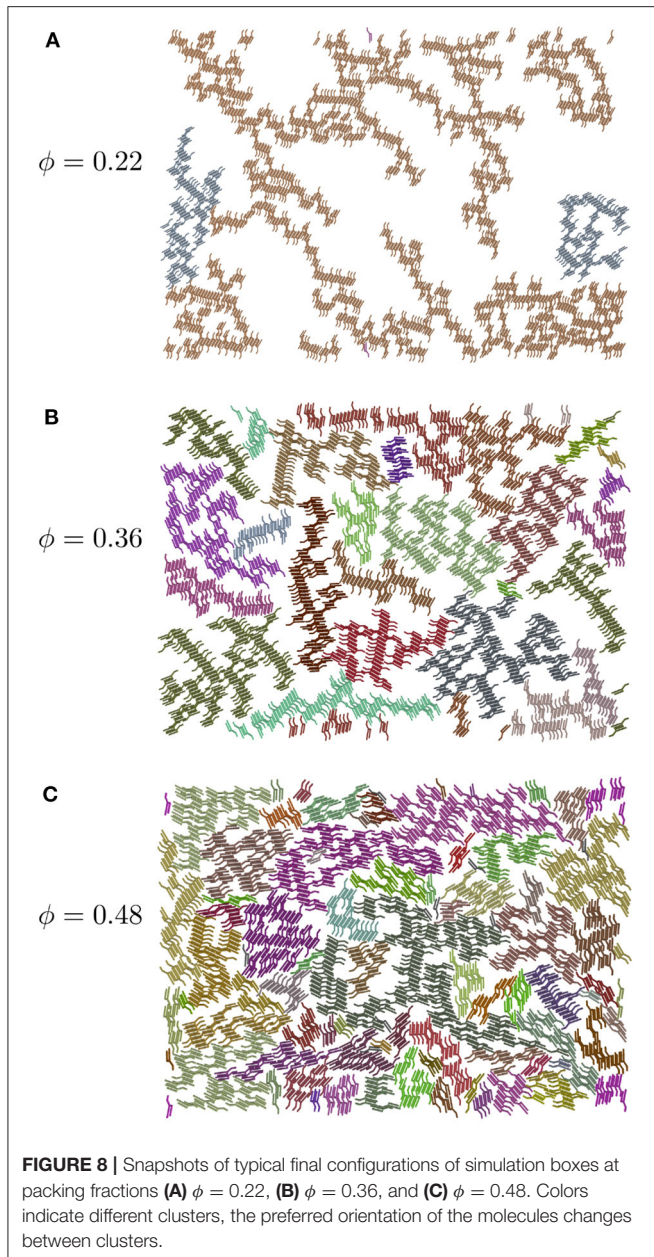 A
ϕ = 0.22
B
ϕ = 0.36
C
ϕ = 0.48
FIGURE 8 | Snapshots of typical final configurations of simulation boxes at
packing fractions (A) ϕ = 0.22, (B) ϕ = 0.36, and (C) ϕ = 0.48. Colors
indicate different clusters, the preferred orientation of the molecules changes
between clusters.